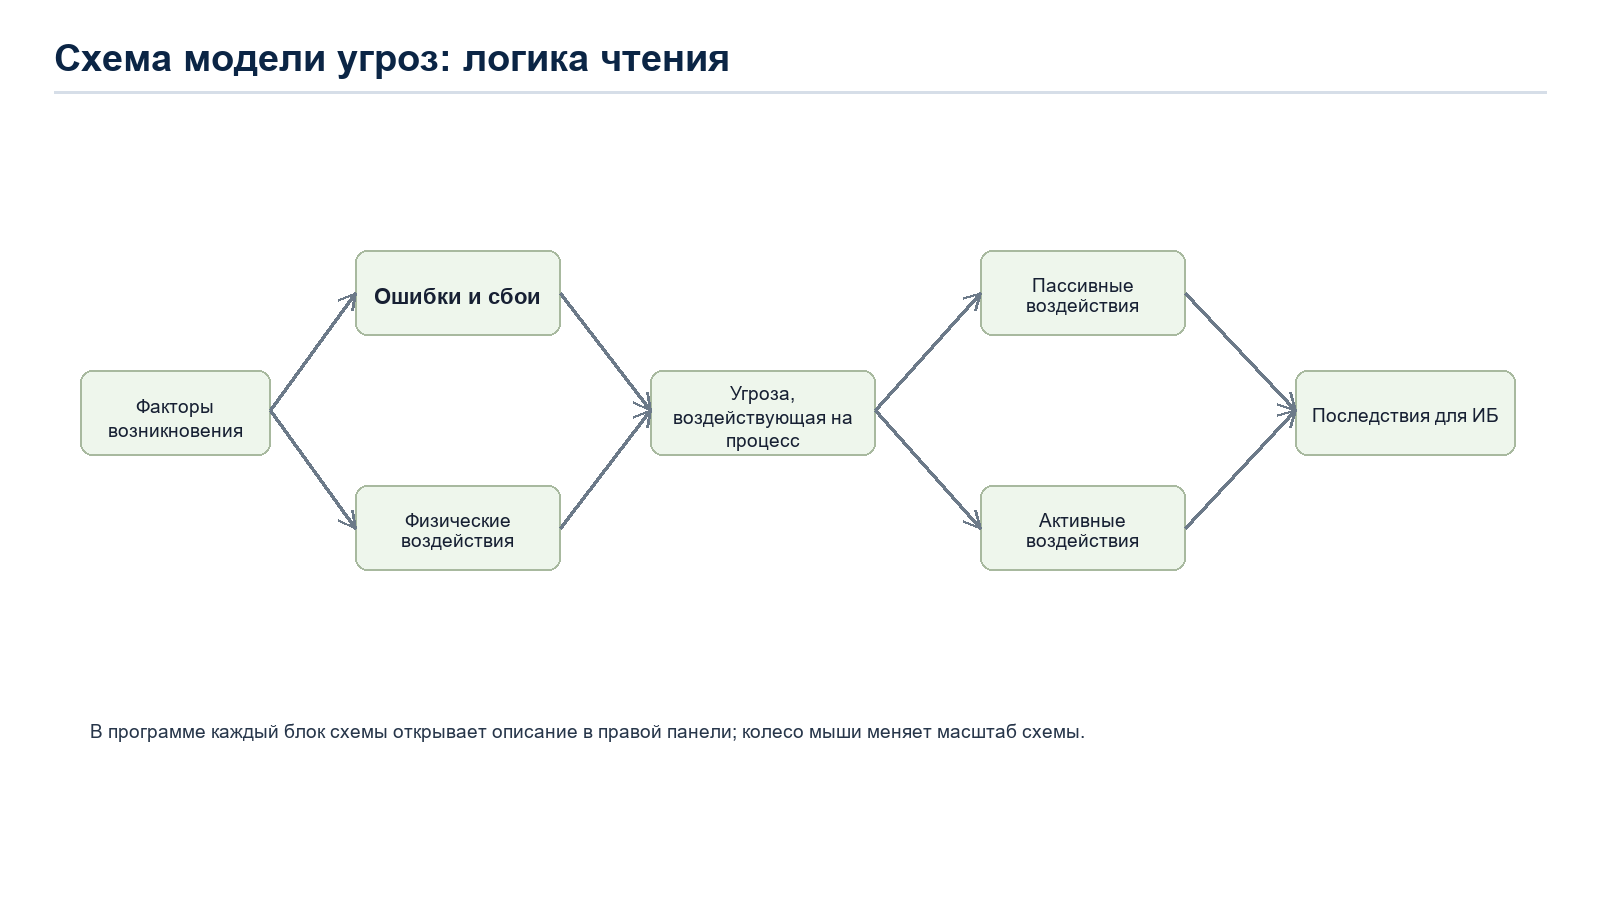 Схема модели угроз: логика чтения
Ошибки и сбои
Пассивные
воздействия
Факторы
возникновения
Угроза,
воздействующая на
процесс
Последствия для ИБ
Физические
воздействия
Активные
воздействия
В программе каждый блок схемы открывает описание в правой панели; колесо мыши меняет масштаб схемы.